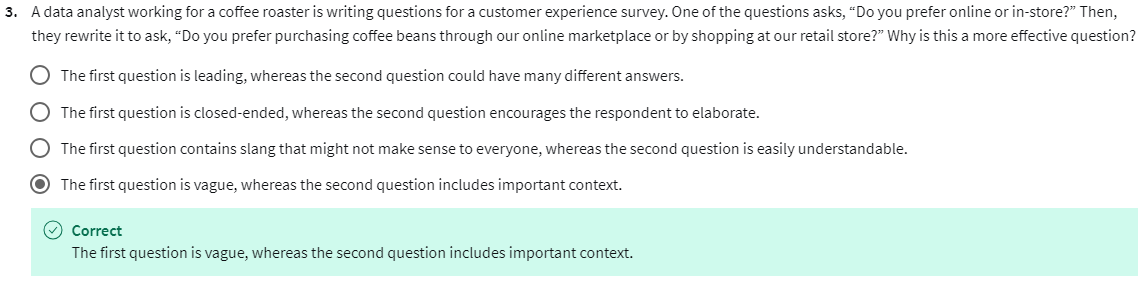 3. A data analyst working for a coffee roaster is writing questions for a customer experience survey. One of the questions asks, “Do you prefer online or in-store?” Then,
they rewrite it to ask, “Do you prefer purchasing coffee beans through our online marketplace or by shopping at our retail store?” Why is this a more effective question?
The first question is leading, whereas the second question could have many different answers.
The first question is closed-ended, whereas the second question encourages the respondent to elaborate.
The first question contains slang that might not make sense to everyone, whereas the second question is easily understandable.
The first question is vague, whereas the second question includes important context.
Correct
The first question is vague, whereas the second question includes important context.